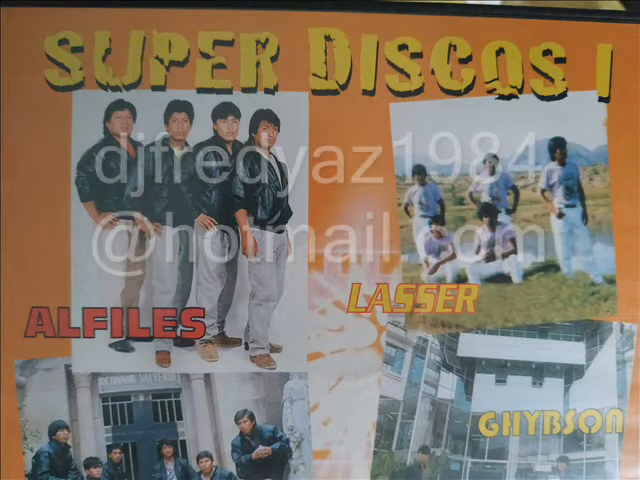 SUPER DISCOS I
djfredyaz1984
@hotmail.com
LASSER
ALFILES
GHYBSON